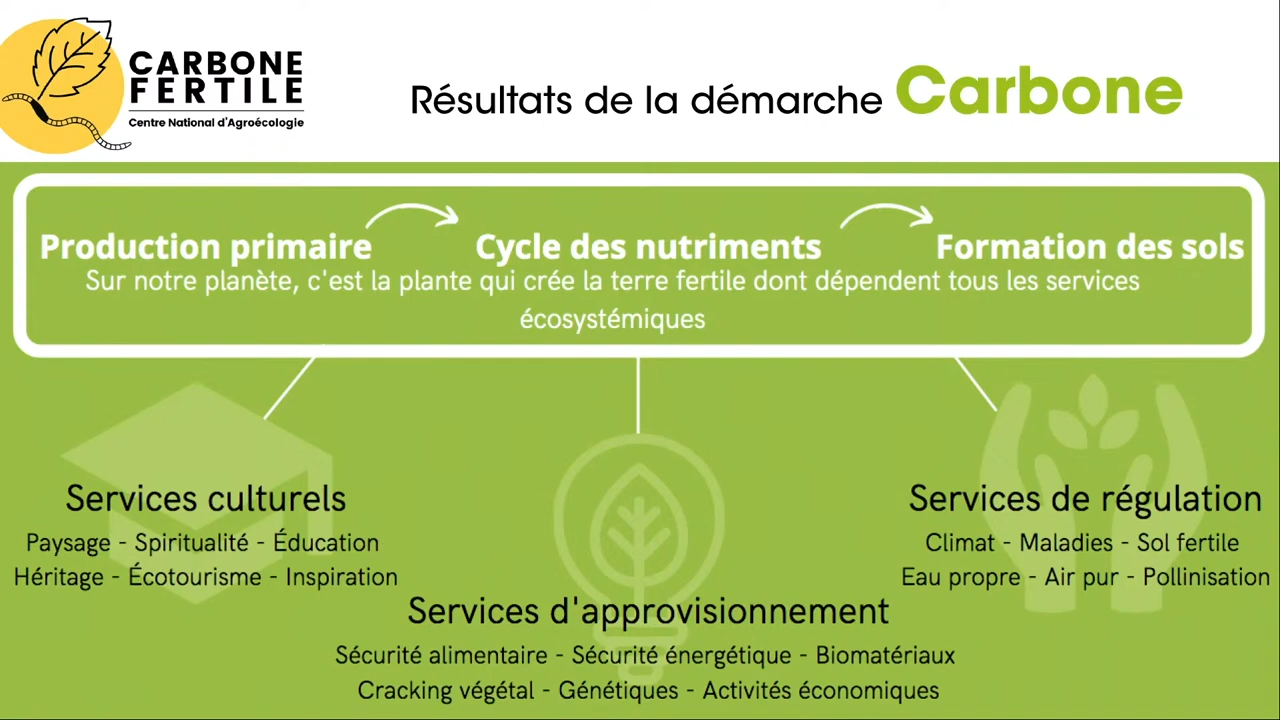 CARBONE
FERTILE
Centre National d'Agroécologie
Résultats de la démarche Carbone
Production primaire
Cycle des nutriments
Formation des sols
Sur notre planète, c'est la plante qui crée la terre fertile dont dépendent tous les services
écosystémiques
Services culturels
Paysage - Spiritualité - Éducation
Héritage - Écotourisme - Inspiration
Services d'approvisionnement
Sécurité alimentaire - Sécurité énergétique - Biomatériaux
Cracking végétal - Génétiques - Activités économiques
Services de régulation
Climat - Maladies - Sol fertile
Eau propre - Air pur - Pollinisation